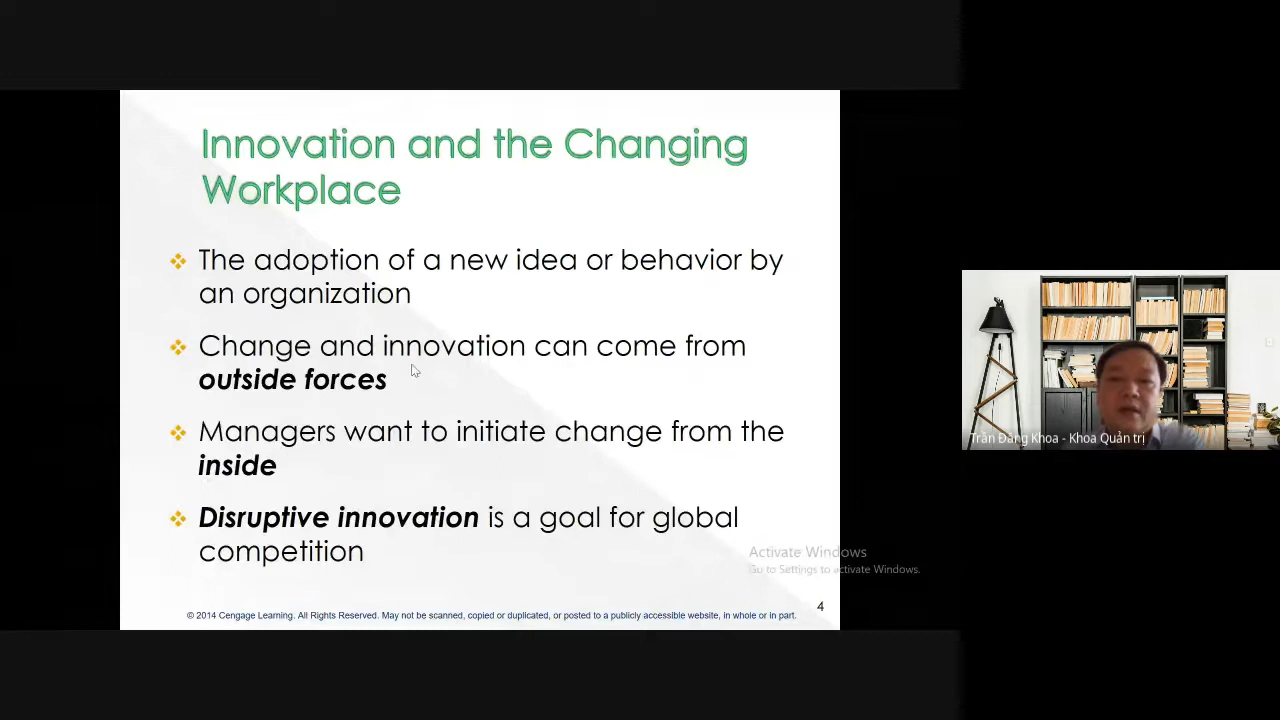 Innovation and the Changing
Workplace
The adoption of a new idea or behavior by
an organization
Change and innovation can come from
outside forces
Managers want to initiate change from the
inside
Disruptive innovation is a goal for global
competition
Activate Windows
Go to Settings to activate Windows.
4
© 2014 Cengage Learning. All Rights Reserved. May not be scanned, copied or duplicated, or posted to a publicly accessible website, in whole or in part.
Trần Đăng Khoa - Khoa Quản trị